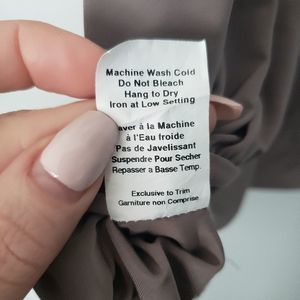 Machine Wash Cold
Do Not Bleach
Hang to Dry
Iron at Low Setting
aver à la Machine
à l'Eau froide
Pas de Javelissant
Suspendre Pour Secher
Repasser a Basse Temp.
Exclusive to Trim
Garniture non Comprise